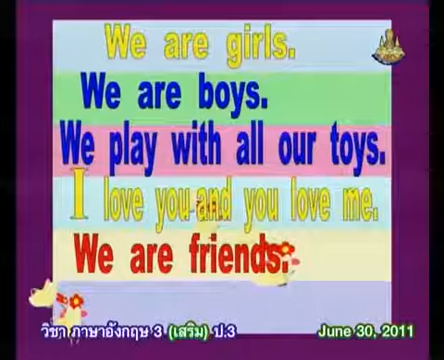 We are girls.
We are boys.
We play with all our toys.
I love you and you love me.
We are friends.
วิชา ภาษาอังกฤษ 3 (เสริม) ป.3
June 30, 2011